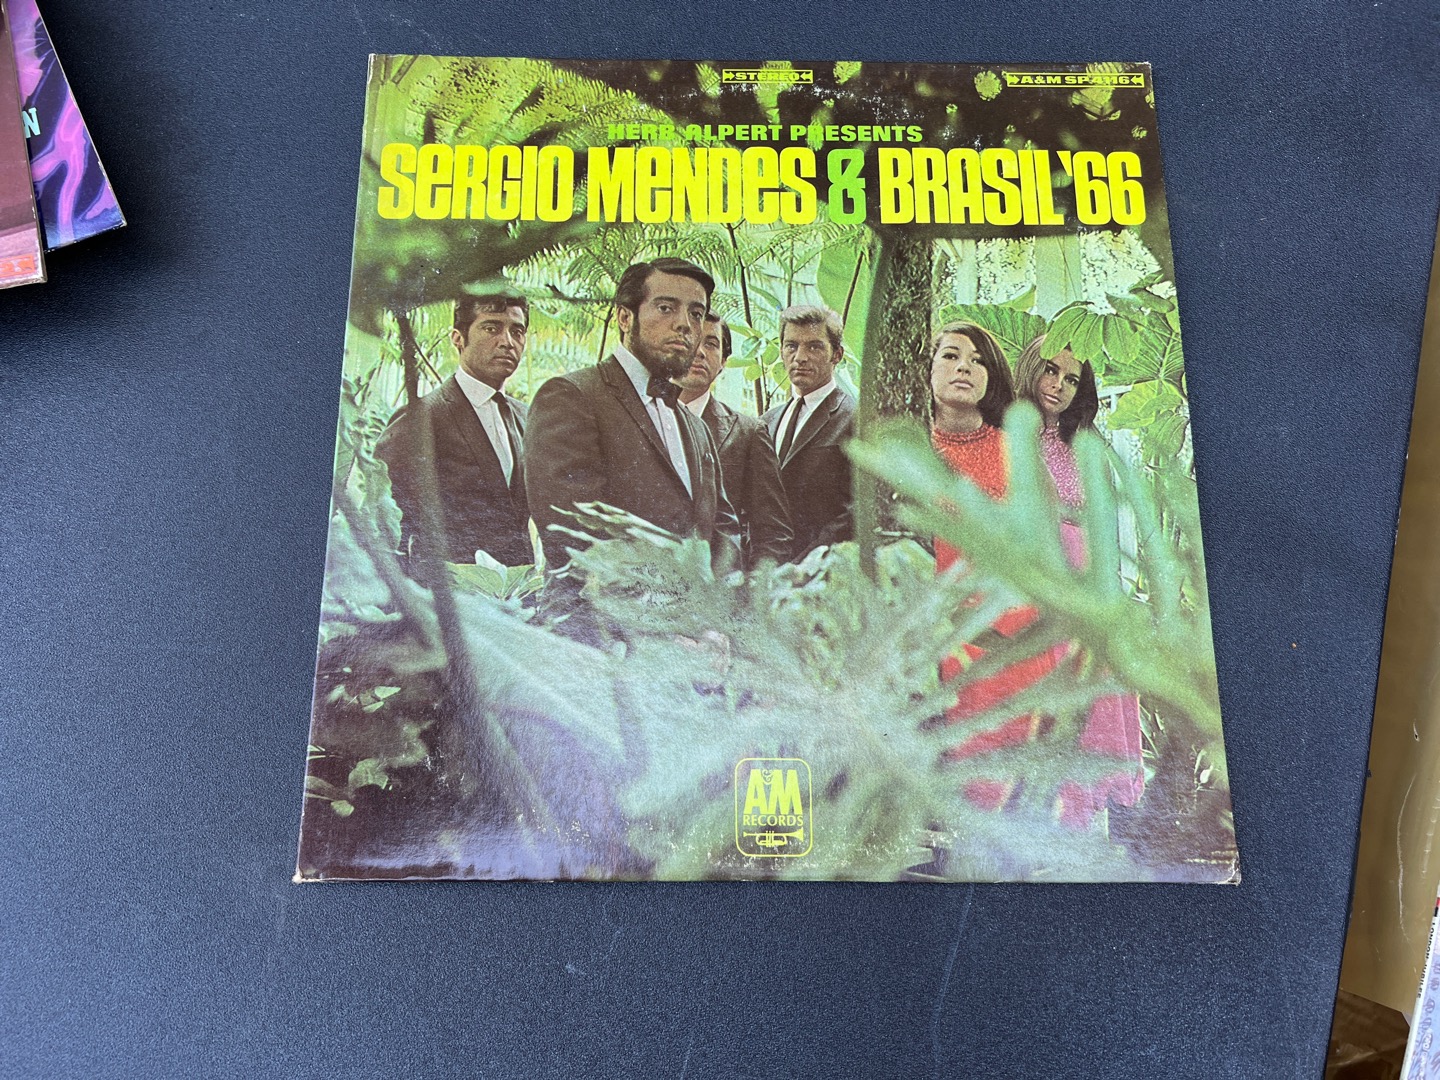 STEREO
A&M SP 4116
HERB ALPERT PRESENTS
SERGIO MENDES & BRASIL '66
A&M
RECORDS
N